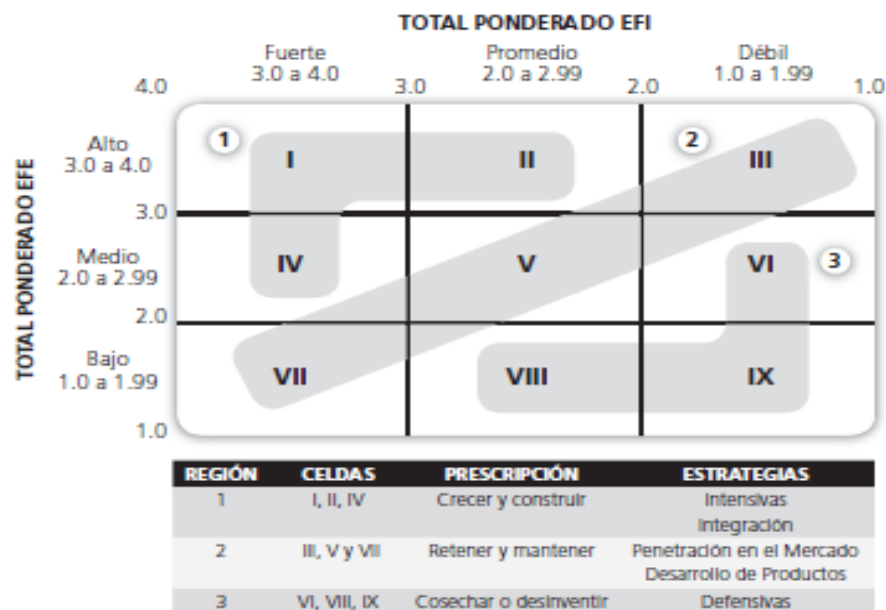 TOTAL PONDERADO EFI
Fuerte Promedio Débil
3.0 a 4.0 2.0 a 2.99 1.0 a 1.99
4.0 3.0 2.0 1.0
TOTAL PONDERADO EFE
Alto
3.0 a 4.0
1 I II 2 III
3.0
Medio
2.0 a 2.99
IV V VI 3
2.0
Bajo
1.0 a 1.99
VII VIII IX
1.0
REGIÓN CELDAS PRESCRIPCIÓN ESTRATEGIAS
1 I, II, IV Crecer y construir Intensivas
Integración
2 III, V y VII Retener y mantener Penetración en el Mercado
Desarrollo de Productos
3 VI, VIII, IX Cosechar o desinventir Defensivas